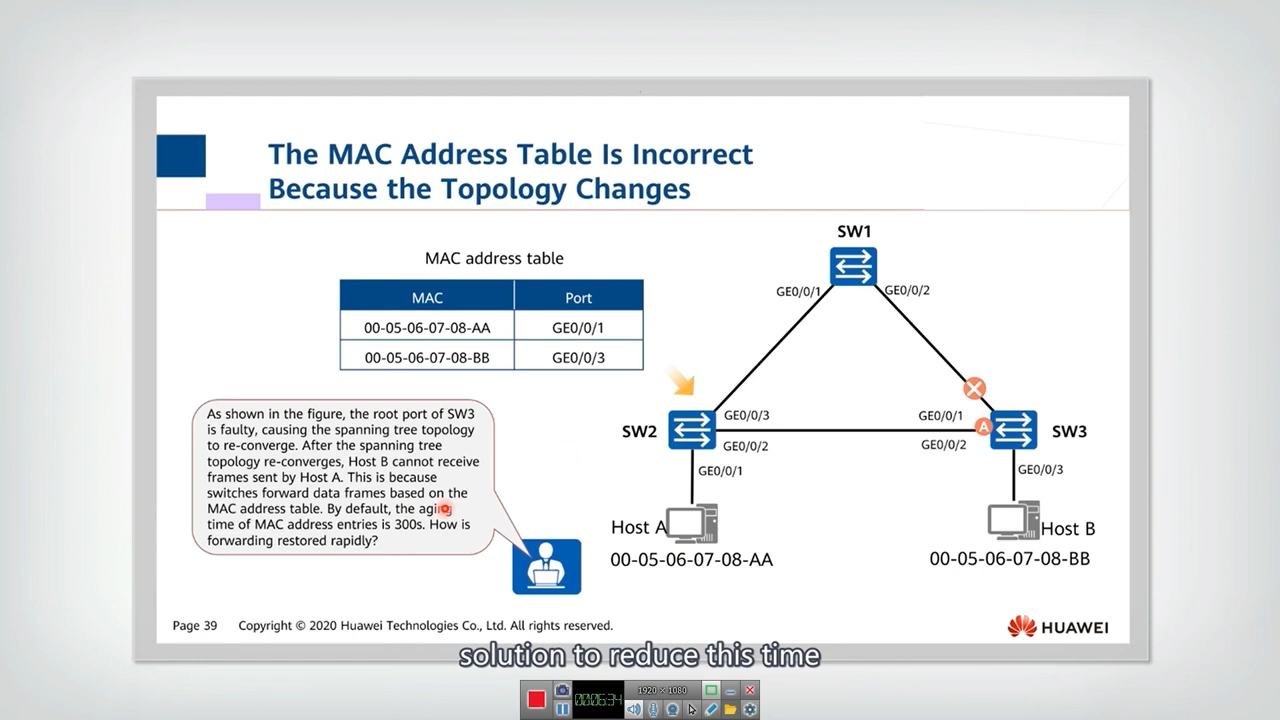 The MAC Address Table Is Incorrect
Because the Topology Changes
MAC address table
MAC Port
00-05-06-07-08-AA GE0/0/1
00-05-06-07-08-BB GE0/0/3
As shown in the figure, the root port of SW3
is faulty, causing the spanning tree topology
to re-converge. After the spanning tree
topology re-converges, Host B cannot receive
frames sent by Host A. This is because
switches forward data frames based on the
MAC address table. By default, the aging
time of MAC address entries is 300s. How is
forwarding restored rapidly?
SW1
GE0/0/1 GE0/0/2
SW2 GE0/0/3 GE0/0/1 SW3
A
GE0/0/2 GE0/0/2
GE0/0/1 GE0/0/3
Host A Host B
00-05-06-07-08-AA 00-05-06-07-08-BB
Page 39 Copyright © 2020 Huawei Technologies Co., Ltd. All rights reserved.
HUAWEI
solution to reduce this time
1920 × 1080
00:06:34